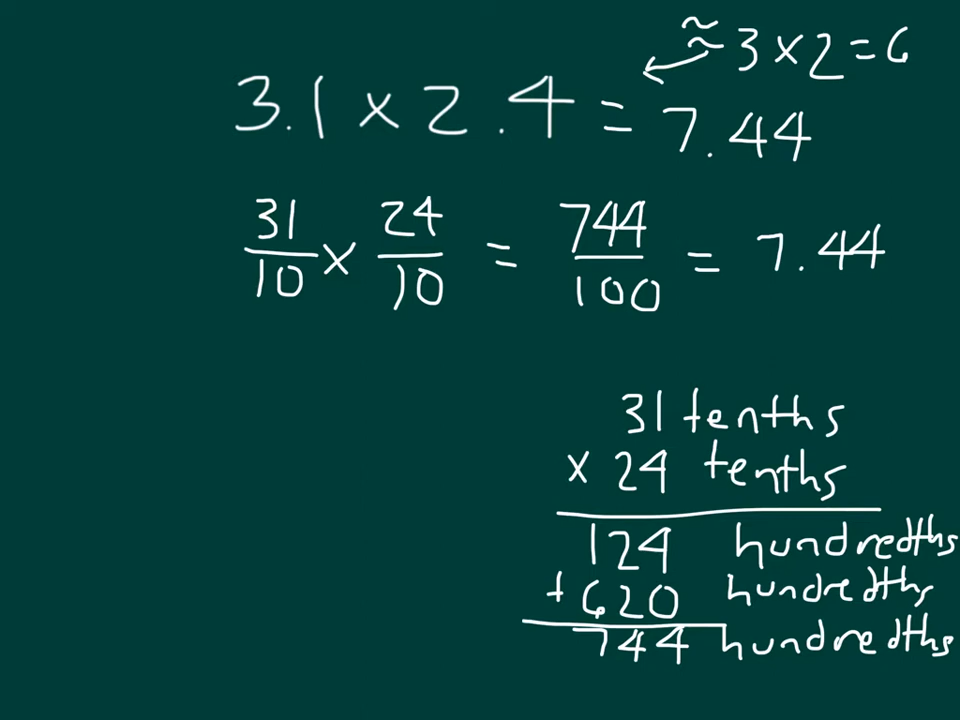 ≈ 3 x 2 = 6
3.1 x 2.4 = 7.44
31/10 x 24/10 = 744/100 = 7.44
31 tenths
x 24 tenths
124 hundredths
+ 620 hundredths
744 hundredths